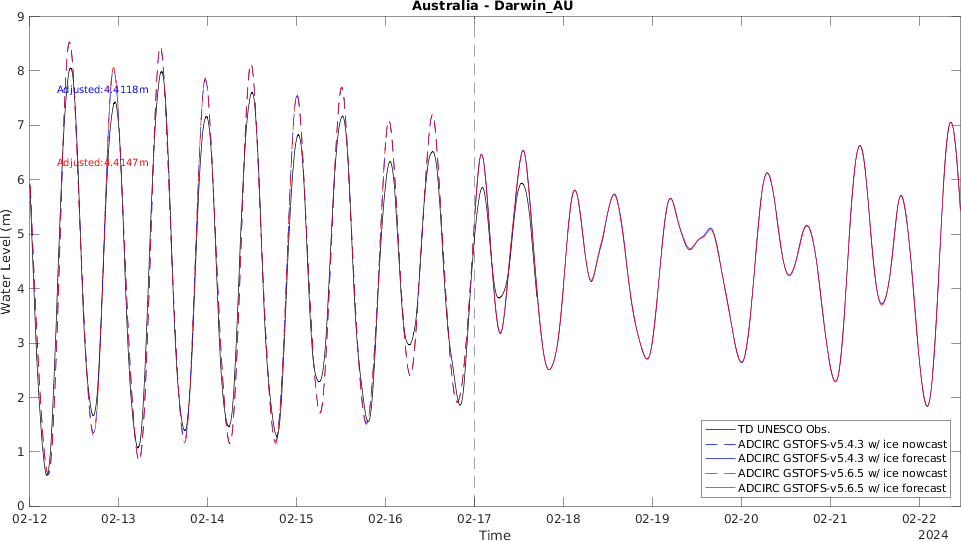 Australia - Darwin_AU
9
8
7
6
5
4
3
2
1
0
Water Level (m)
Adjusted:4.4118m
Adjusted:4.4147m
TD UNESCO Obs.
ADCIRC GSTOFS-v5.4.3 w/ ice nowcast
ADCIRC GSTOFS-v5.4.3 w/ ice forecast
ADCIRC GSTOFS-v5.6.5 w/ ice nowcast
ADCIRC GSTOFS-v5.6.5 w/ ice forecast
02-12 02-13 02-14 02-15 02-16 02-17 02-18 02-19 02-20 02-21 02-22
Time
2024